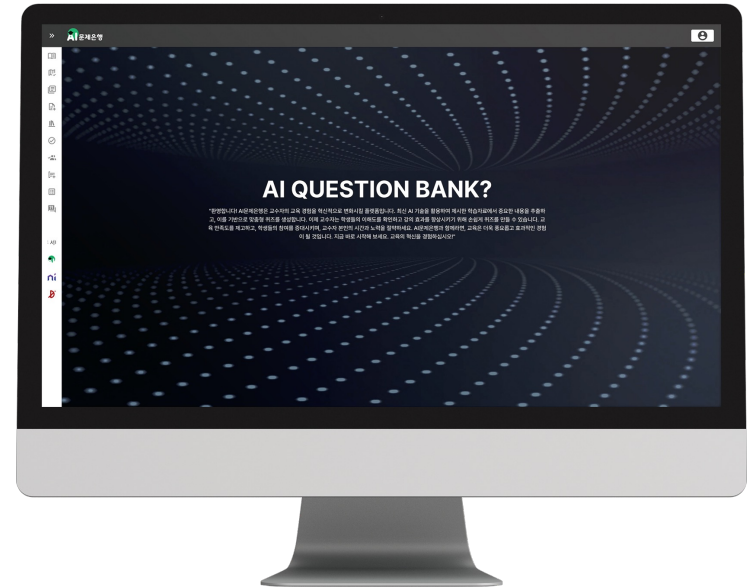 AI문제은행
AI QUESTION BANK?
"환영합니다! AI문제은행은 교수자의 교육 경험을 혁신적으로 변화시킬 플랫폼입니다. 최신 AI 기술을 활용하여 제시한 학습자료에서 중요한 내용을 추출하
고, 이를 기반으로 맞춤형 퀴즈를 생성합니다. 이제 교수자는 학생들의 이해도를 확인하고 강의 효과를 향상시키기 위해 손쉽게 퀴즈를 만들 수 있습니다. 교
육 만족도를 제고하고, 학생들의 참여를 증대시키며, 교수자 본인의 시간과 노력을 절약하세요. AI문제은행과 함께라면, 교육은 더욱 풍요롭고 효과적인 경험
이 될 것입니다. 지금 바로 시작해 보세요. 교육의 혁신을 경험하십시오!"
ni